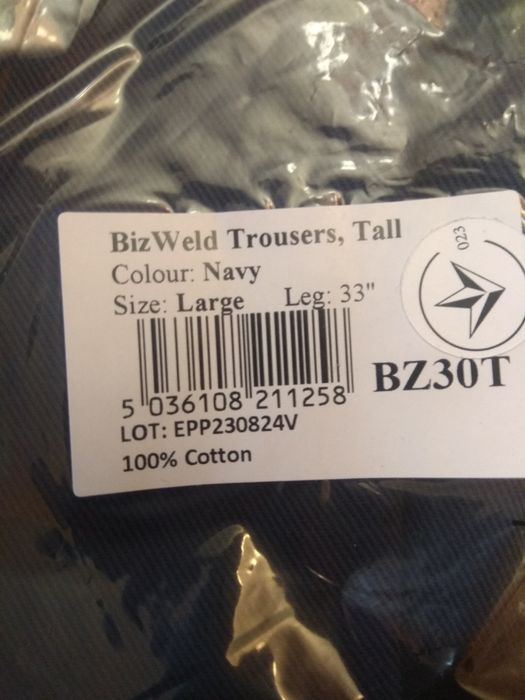 BizWeld Trousers, Tall
Colour: Navy
Size: Large Leg: 33"
5 036108 211258
BZ30T
LOT: EPP230824V
100% Cotton
023